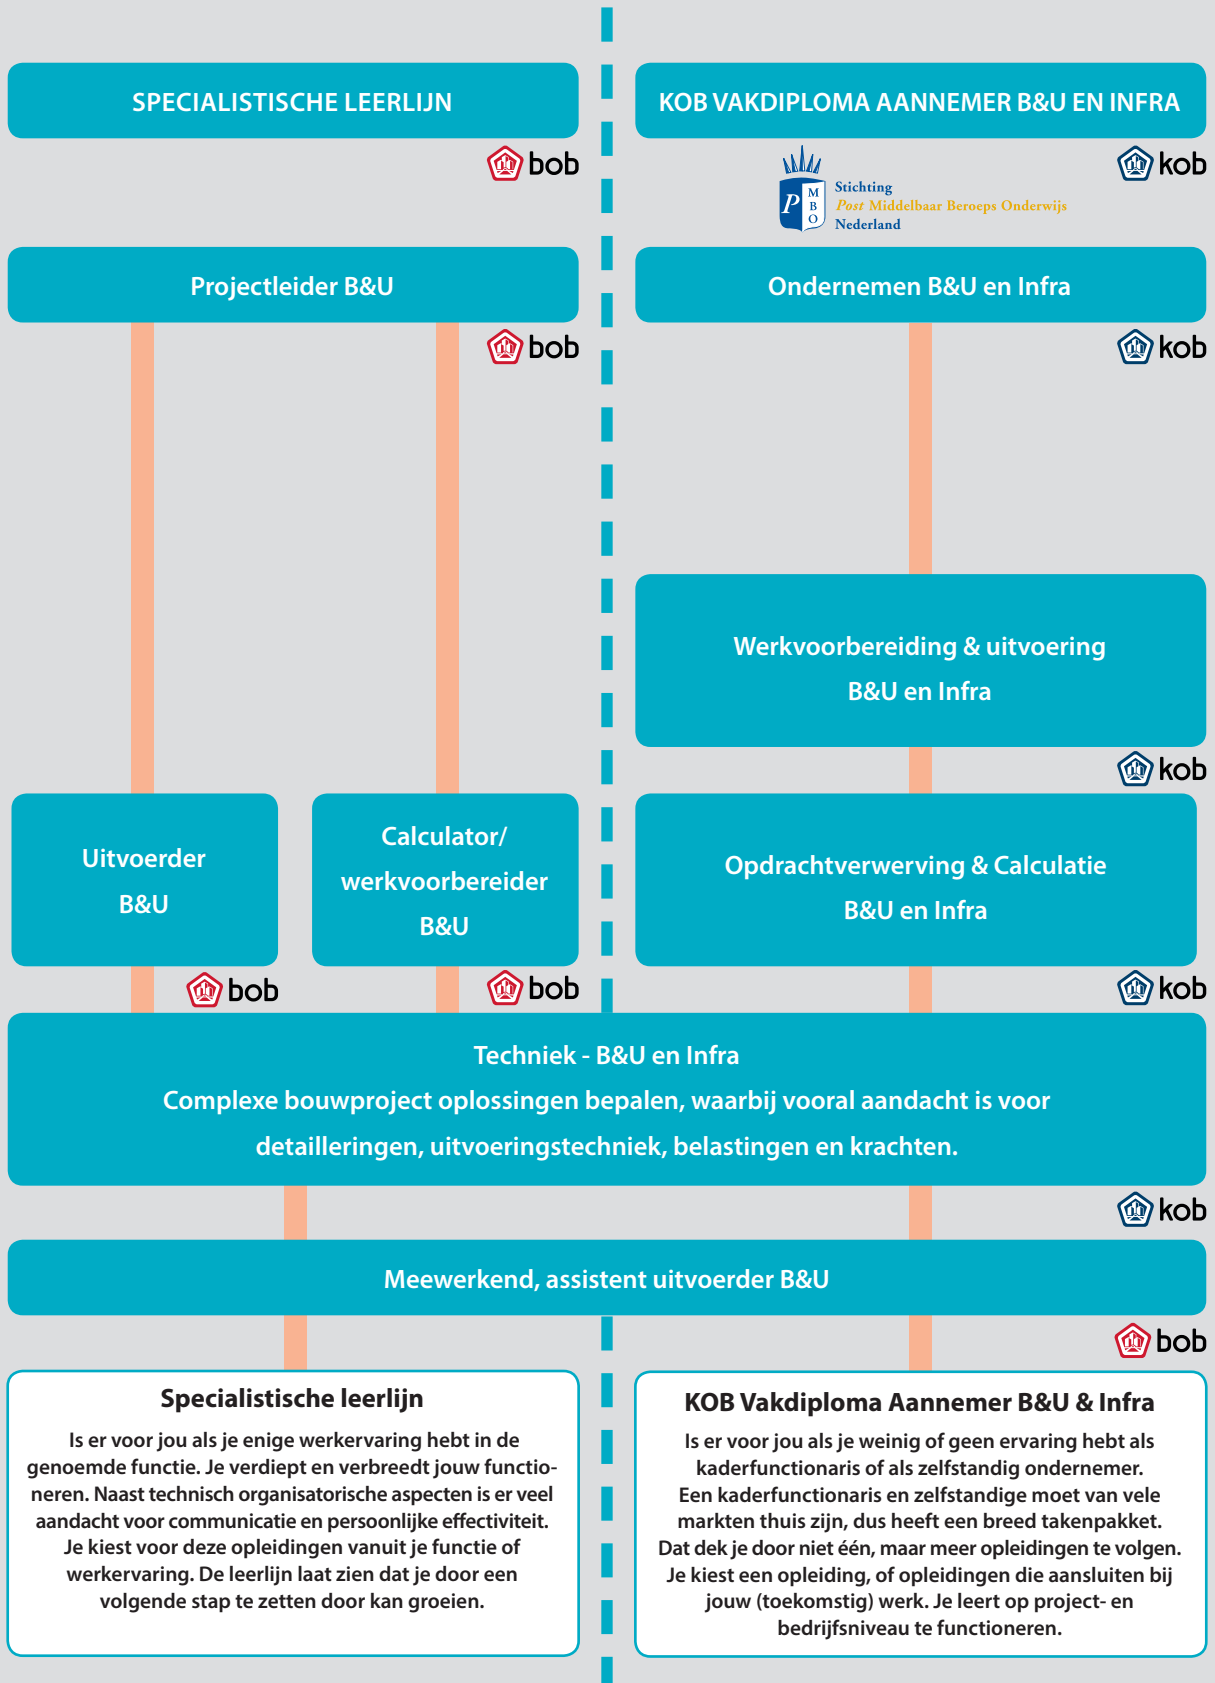 SPECIALISTISCHE LEERLIJN
bob
KOB VAKDIPLOMA AANNEMER B&U EN INFRA
kob
P
M
B
O
Stichting
Post Middelbaar Beroeps Onderwijs
Nederland
Projectleider B&U
bob
Ondernemen B&U en Infra
kob
Werkvoorbereiding & uitvoering
B&U en Infra
kob
Uitvoerder
B&U
bob
Calculator/
werkvoorbereider
B&U
bob
Opdrachtverwerving & Calculatie
B&U en Infra
kob
Techniek - B&U en Infra
Complexe bouwproject oplossingen bepalen, waarbij vooral aandacht is voor
detailleringen, uitvoeringstechniek, belastingen en krachten.
kob
Meewerkend, assistent uitvoerder B&U
bob
Specialistische leerlijn
Is er voor jou als je enige werkervaring hebt in de
genoemde functie. Je verdiept en verbreedt jouw functio-
neren. Naast technisch organisatorische aspecten is er veel
aandacht voor communicatie en persoonlijke effectiviteit.
Je kiest voor deze opleidingen vanuit je functie of
werkervaring. De leerlijn laat zien dat je door een
volgende stap te zetten door kan groeien.
KOB Vakdiploma Aannemer B&U & Infra
Is er voor jou als je weinig of geen ervaring hebt als
kaderfunctionaris of als zelfstandig ondernemer.
Een kaderfunctionaris en zelfstandige moet van vele
markten thuis zijn, dus heeft een breed takenpakket.
Dat dek je door niet één, maar meer opleidingen te volgen.
Je kiest een opleiding, of opleidingen die aansluiten bij
jouw (toekomstig) werk. Je leert op project- en
bedrijfsniveau te functioneren.